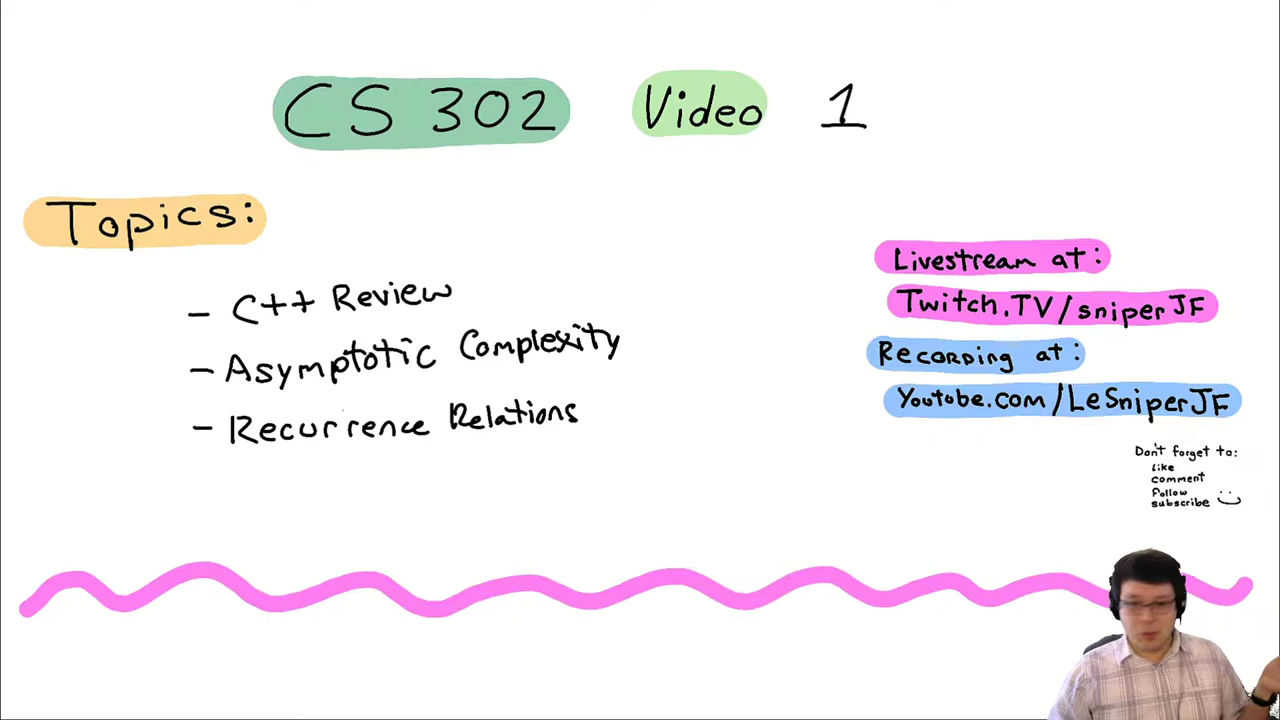 CS 302 Video 1
Topics:
- C++ Review
- Asymptotic Complexity
- Recurrence Relations
Livestream at:
Twitch.TV/sniperJF
Recording at:
Youtobe.com/LeSniperJF
Don't forget to:
Like
comment
Follow
subscribe